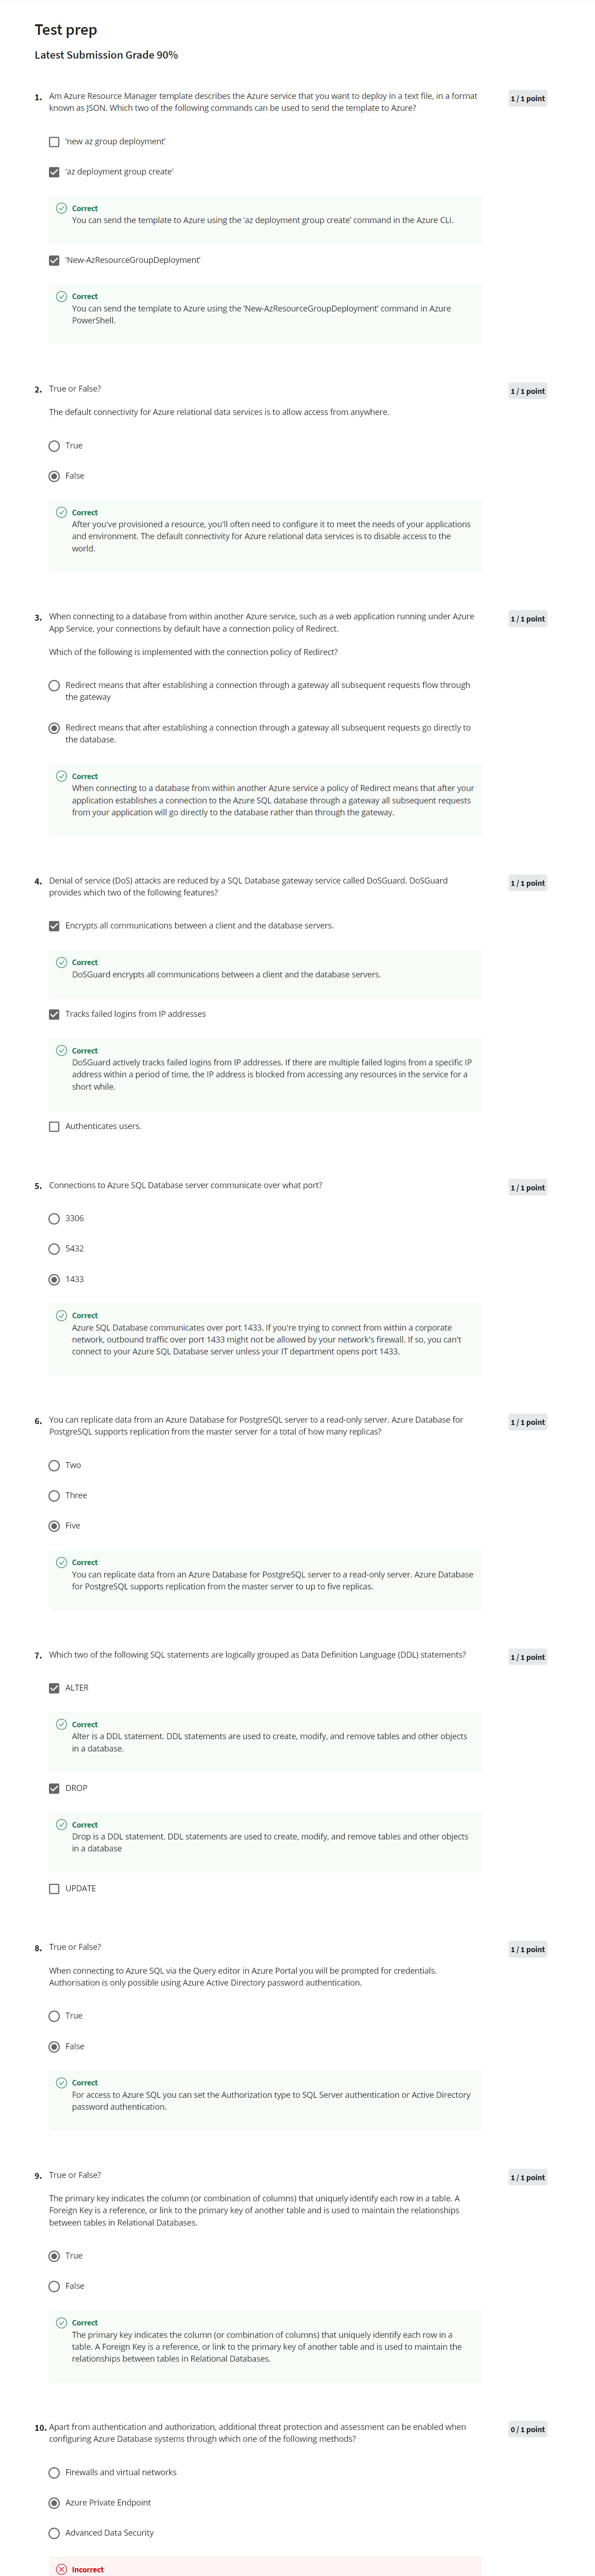 Test prep
Latest Submission Grade 90%
1. Am Azure Resource Manager template describes the Azure service that you want to deploy in a text file, in a format
known as JSON. Which two of the following commands can be used to send the template to Azure?
1 / 1 point
'new az group deployment'
'az deployment group create'
Correct
You can send the template to Azure using the 'az deployment group create' command in the Azure CLI.
'New-AzResourceGroupDeployment'
Correct
You can send the template to Azure using the 'New-AzResourceGroupDeployment' command in Azure
PowerShell.
2. True or False?
1 / 1 point
The default connectivity for Azure relational data services is to allow access from anywhere.
True
False
Correct
After you've provisioned a resource, you'll often need to configure it to meet the needs of your applications
and environment. The default connectivity for Azure relational data services is to disable access to the
world.
3. When connecting to a database from within another Azure service, such as a web application running under Azure
App Service, your connections by default have a connection policy of Redirect.
1 / 1 point
Which of the following is implemented with the connection policy of Redirect?
Redirect means that after establishing a connection through a gateway all subsequent requests flow through
the gateway
Redirect means that after establishing a connection through a gateway all subsequent requests go directly to
the database.
Correct
When connecting to a database from within another Azure service a policy of Redirect means that after your
application establishes a connection to the Azure SQL database through a gateway all subsequent requests
from your application will go directly to the database rather than through the gateway.
4. Denial of service (DoS) attacks are reduced by a SQL Database gateway service called DoSGuard. DoSGuard
provides which two of the following features?
1 / 1 point
Encrypts all communications between a client and the database servers.
Correct
DoSGuard encrypts all communications between a client and the database servers.
Tracks failed logins from IP addresses
Correct
DoSGuard actively tracks failed logins from IP addresses. If there are multiple failed logins from a specific IP
address within a period of time, the IP address is blocked from accessing any resources in the service for a
short while.
Authenticates users.
5. Connections to Azure SQL Database server communicate over what port?
1 / 1 point
3306
5432
1433
Correct
Azure SQL Database communicates over port 1433. If you're trying to connect from within a corporate
network, outbound traffic over port 1433 might not be allowed by your network's firewall. If so, you can't
connect to your Azure SQL Database server unless your IT department opens port 1433.
6. You can replicate data from an Azure Database for PostgreSQL server to a read-only server. Azure Database for
PostgreSQL supports replication from the master server for a total of how many replicas?
1 / 1 point
Two
Three
Five
Correct
You can replicate data from an Azure Database for PostgreSQL server to a read-only server. Azure Database
for PostgreSQL supports replication from the master server to up to five replicas.
7. Which two of the following SQL statements are logically grouped as Data Definition Language (DDL) statements?
1 / 1 point
ALTER
Correct
Alter is a DDL statement. DDL statements are used to create, modify, and remove tables and other objects
in a database.
DROP
Correct
Drop is a DDL statement. DDL statements are used to create, modify, and remove tables and other objects
in a database
UPDATE
8. True or False?
1 / 1 point
When connecting to Azure SQL via the Query editor in Azure Portal you will be prompted for credentials.
Authorisation is only possible using Azure Active Directory password authentication.
True
False
Correct
For access to Azure SQL you can set the Authorization type to SQL Server authentication or Active Directory
password authentication.
9. True or False?
1 / 1 point
The primary key indicates the column (or combination of columns) that uniquely identify each row in a table. A
Foreign Key is a reference, or link to the primary key of another table and is used to maintain the relationships
between tables in Relational Databases.
True
False
Correct
The primary key indicates the column (or combination of columns) that uniquely identify each row in a
table. A Foreign Key is a reference, or link to the primary key of another table and is used to maintain the
relationships between tables in Relational Databases.
10. Apart from authentication and authorization, additional threat protection and assessment can be enabled when
configuring Azure Database systems through which one of the following methods?
0 / 1 point
Firewalls and virtual networks
Azure Private Endpoint
Advanced Data Security
Incorrect